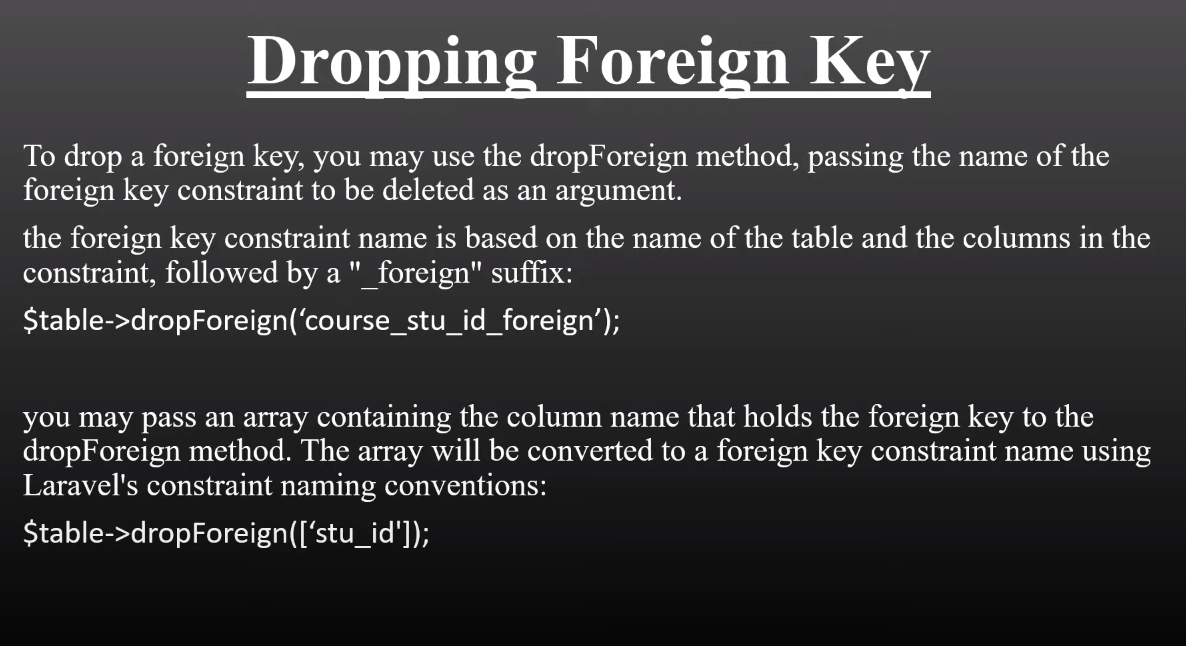 Dropping Foreign Key
To drop a foreign key, you may use the dropForeign method, passing the name of the
foreign key constraint to be deleted as an argument.
the foreign key constraint name is based on the name of the table and the columns in the
constraint, followed by a "_foreign" suffix:
$table->dropForeign(‘course_stu_id_foreign’);
you may pass an array containing the column name that holds the foreign key to the
dropForeign method. The array will be converted to a foreign key constraint name using
Laravel's constraint naming conventions:
$table->dropForeign([‘stu_id']);